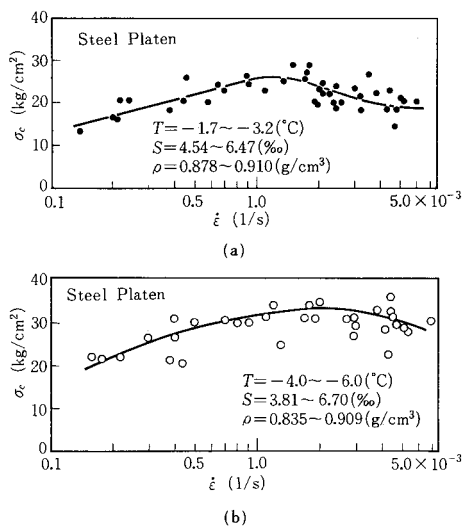 40
Steel Platen
30
20
10
0
σc (kg/cm²)
T=−1.7~−3.2(°C)
S=4.54~6.47(‰)
ρ=0.878~0.910(g/cm³)
0.1 0.5 1.0 5.0×10⁻³
ε̇ (1/s)
(a)
40
Steel Platen
30
20
10
0
σc (kg/cm²)
T=−4.0~−6.0(°C)
S=3.81~6.70(‰)
ρ=0.835~0.909(g/cm³)
0.1 0.5 1.0 5.0×10⁻³
ε̇ (1/s)
(b)